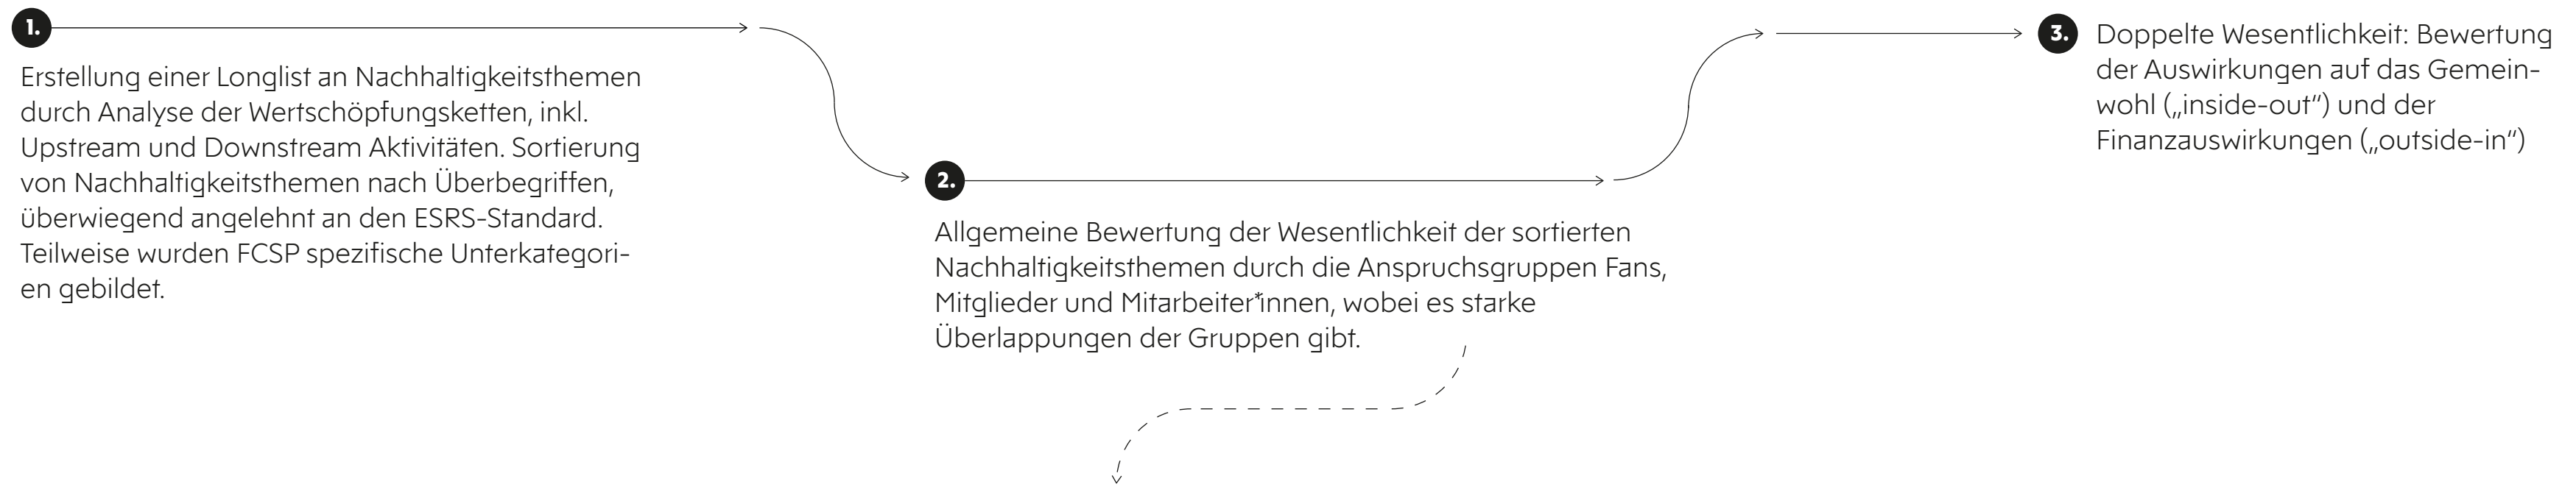 1.
Erstellung einer Longlist an Nachhaltigkeitsthemen
durch Analyse der Wertschöpfungsketten, inkl.
Upstream und Downstream Aktivitäten. Sortierung
von Nachhaltigkeitsthemen nach Überbegriffen,
überwiegend angelehnt an den ESRS-Standard.
Teilweise wurden FCSP spezifische Unterkategori-
en gebildet.
2.
Allgemeine Bewertung der Wesentlichkeit der sortierten
Nachhaltigkeitsthemen durch die Anspruchsgruppen Fans,
Mitglieder und Mitarbeiter*innen, wobei es starke
Überlappungen der Gruppen gibt.
3.
Doppelte Wesentlichkeit: Bewertung
der Auswirkungen auf das Gemein-
wohl („inside-out“) und der
Finanzauswirkungen („outside-in“)